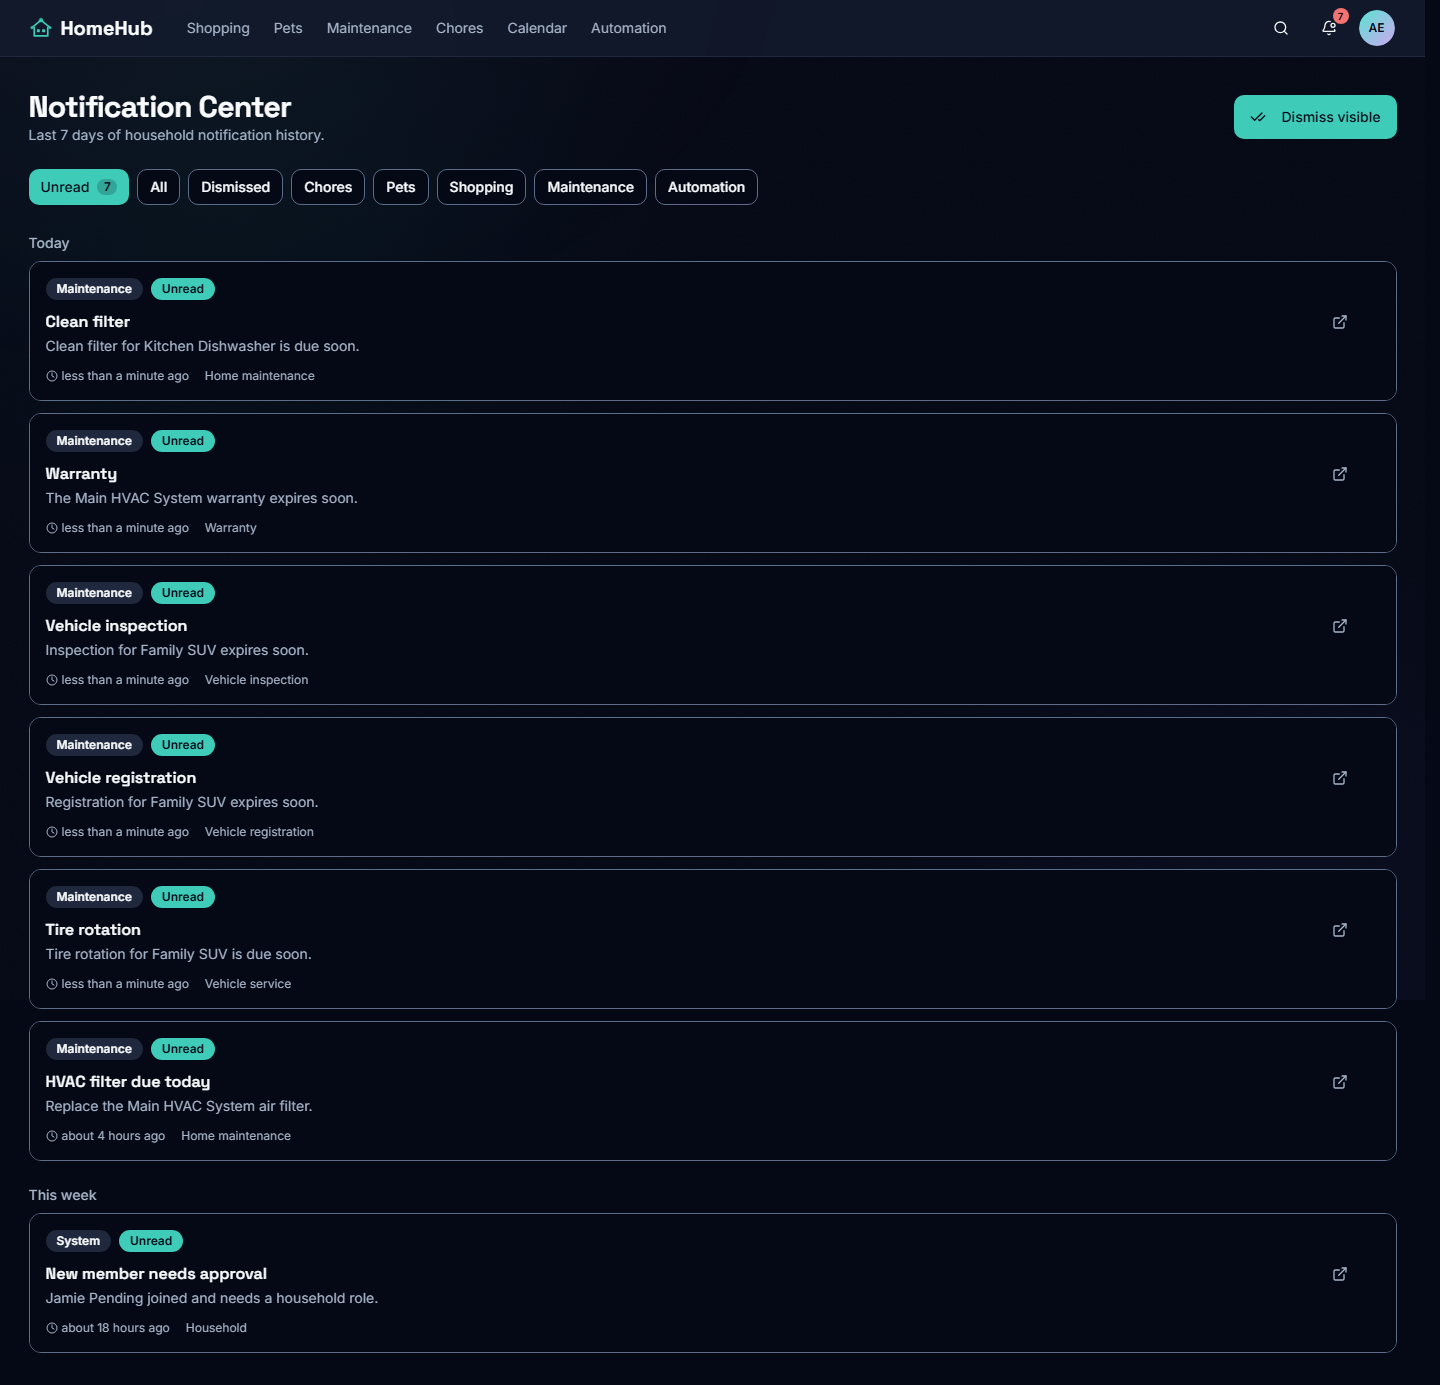 HomeHub Shopping Pets Maintenance Chores Calendar Automation 7 AE
Notification Center
Last 7 days of household notification history.
Dismiss visible
Unread 7 All Dismissed Chores Pets Shopping Maintenance Automation
Today
Maintenance Unread
Clean filter
Clean filter for Kitchen Dishwasher is due soon.
less than a minute ago Home maintenance
Maintenance Unread
Warranty
The Main HVAC System warranty expires soon.
less than a minute ago Warranty
Maintenance Unread
Vehicle inspection
Inspection for Family SUV expires soon.
less than a minute ago Vehicle inspection
Maintenance Unread
Vehicle registration
Registration for Family SUV expires soon.
less than a minute ago Vehicle registration
Maintenance Unread
Tire rotation
Tire rotation for Family SUV is due soon.
less than a minute ago Vehicle service
Maintenance Unread
HVAC filter due today
Replace the Main HVAC System air filter.
about 4 hours ago Home maintenance
This week
System Unread
New member needs approval
Jamie Pending joined and needs a household role.
about 18 hours ago Household